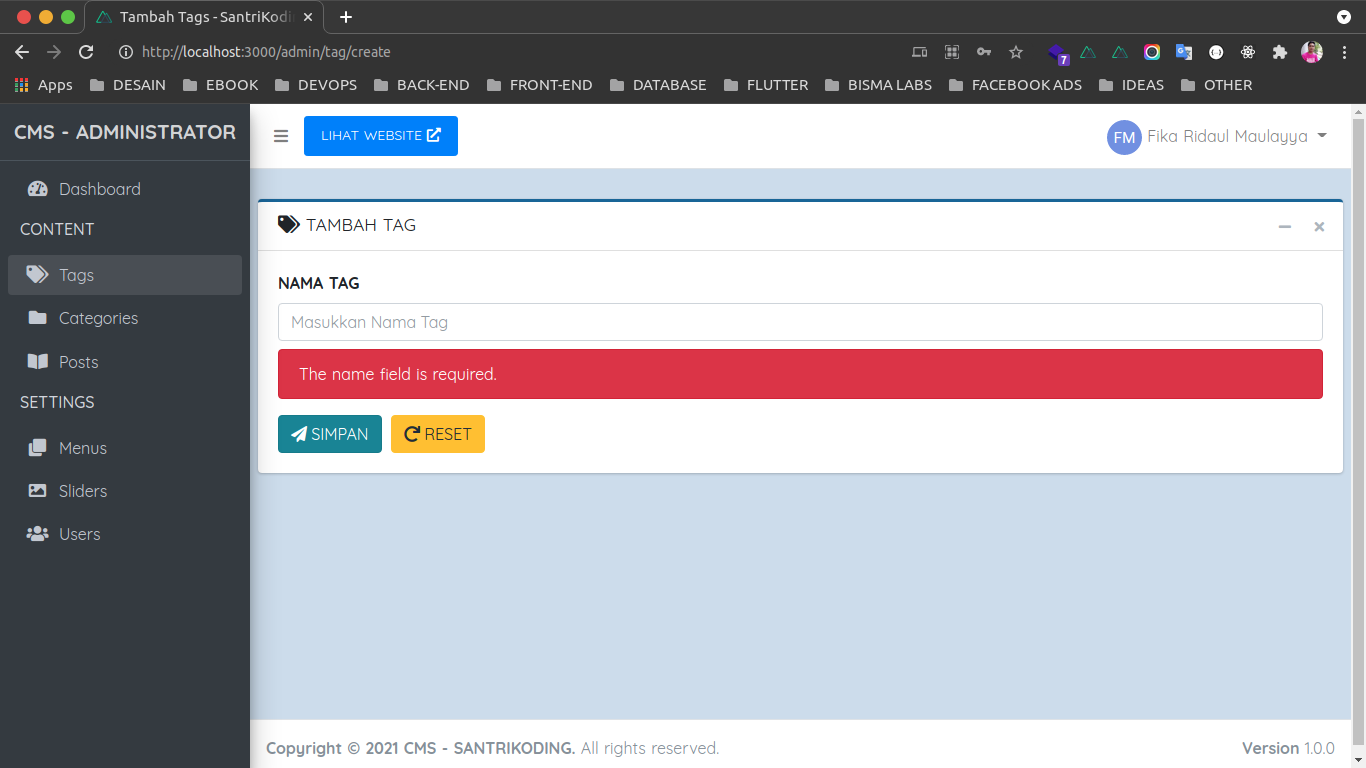 Tambah Tags - SantriKodi
http://localhost:3000/admin/tag/create
7
Apps DESAIN EBOOK DEVOPS BACK-END FRONT-END DATABASE FLUTTER BISMA LABS FACEBOOK ADS IDEAS OTHER
CMS - ADMINISTRATOR
LIHAT WEBSITE
FM Fika Ridaul Maulayya
Dashboard
CONTENT
Tags
Categories
Posts
SETTINGS
Menus
Sliders
Users
TAMBAH TAG
NAMA TAG
Masukkan Nama Tag
The name field is required.
SIMPAN RESET
Copyright © 2021 CMS - SANTRIKODING. All rights reserved.
Version 1.0.0